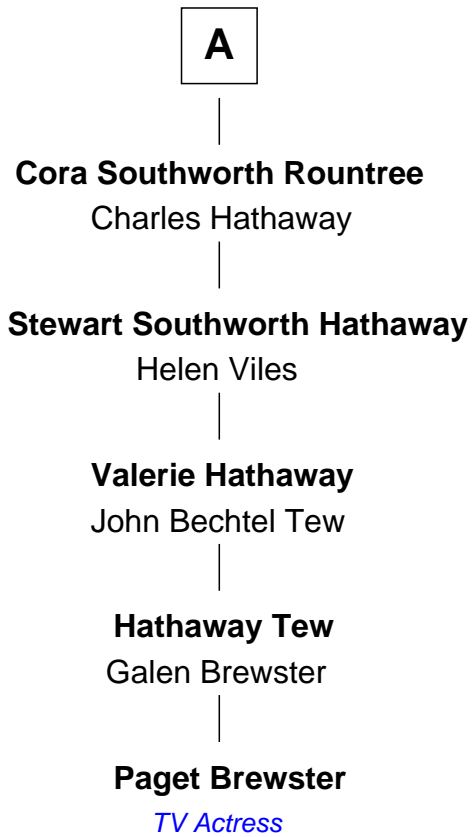 A
Cora Southworth Rountree
Charles Hathaway
Stewart Southworth Hathaway
Helen Viles
Valerie Hathaway
John Bechtel Tew
Hathaway Tew
Galen Brewster
Paget Brewster
TV Actress